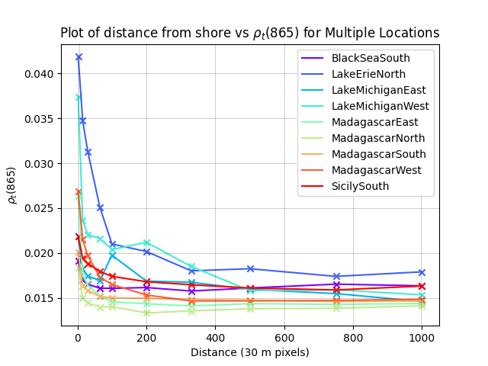 Plot of distance from shore vs ρt(865) for Multiple Locations
BlackSeaSouth
LakeErieNorth
LakeMichiganEast
LakeMichiganWest
MadagascarEast
MadagascarNorth
MadagascarSouth
MadagascarWest
SicilySouth
0.040
0.035
0.030
0.025
0.020
0.015
ρt(865)
0
200
400
600
800
1000
Distance (30 m pixels)